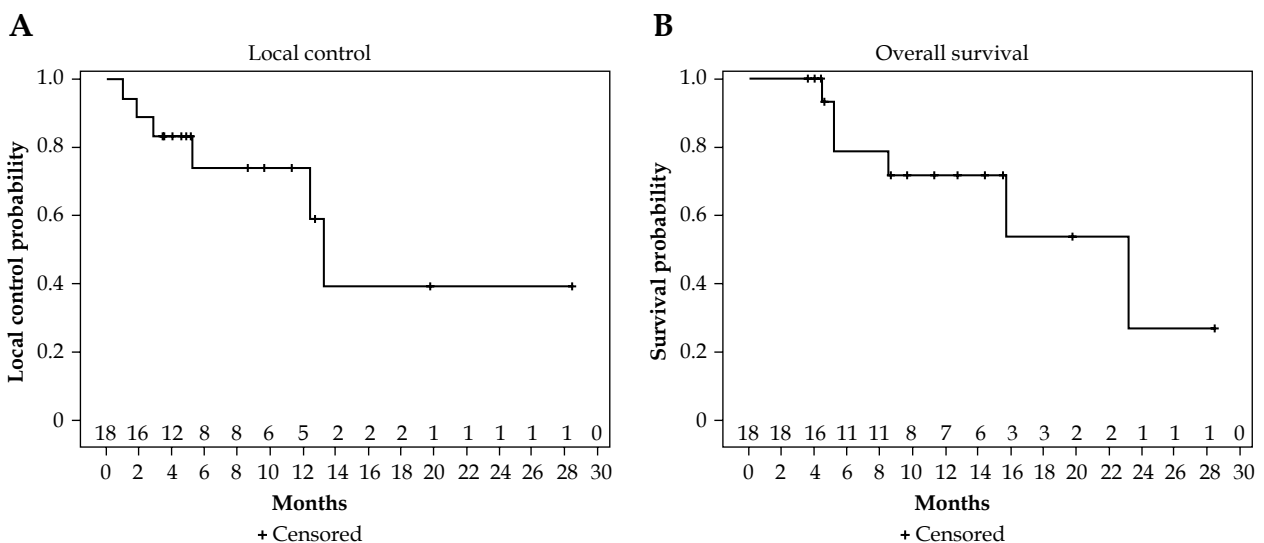 A
Local control
Local control probability
1.0
0.8
0.6
0.4
0.2
0
18 16 12 8 8 6 5 2 2 2 1 1 1 1 1 0
0 2 4 6 8 10 12 14 16 18 20 22 24 26 28 30
Months
+ Censored
B
Overall survival
Survival probability
1.0
0.8
0.6
0.4
0.2
0
18 18 16 11 11 8 7 6 3 3 2 2 1 1 1 0
0 2 4 6 8 10 12 14 16 18 20 22 24 26 28 30
Months
+ Censored